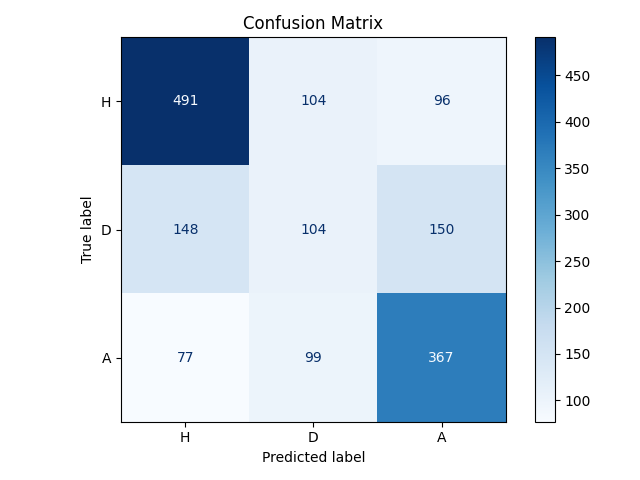 Confusion Matrix
True label
H
491
104
96
D
148
104
150
A
77
99
367
H
D
A
Predicted label
450
400
350
300
250
200
150
100